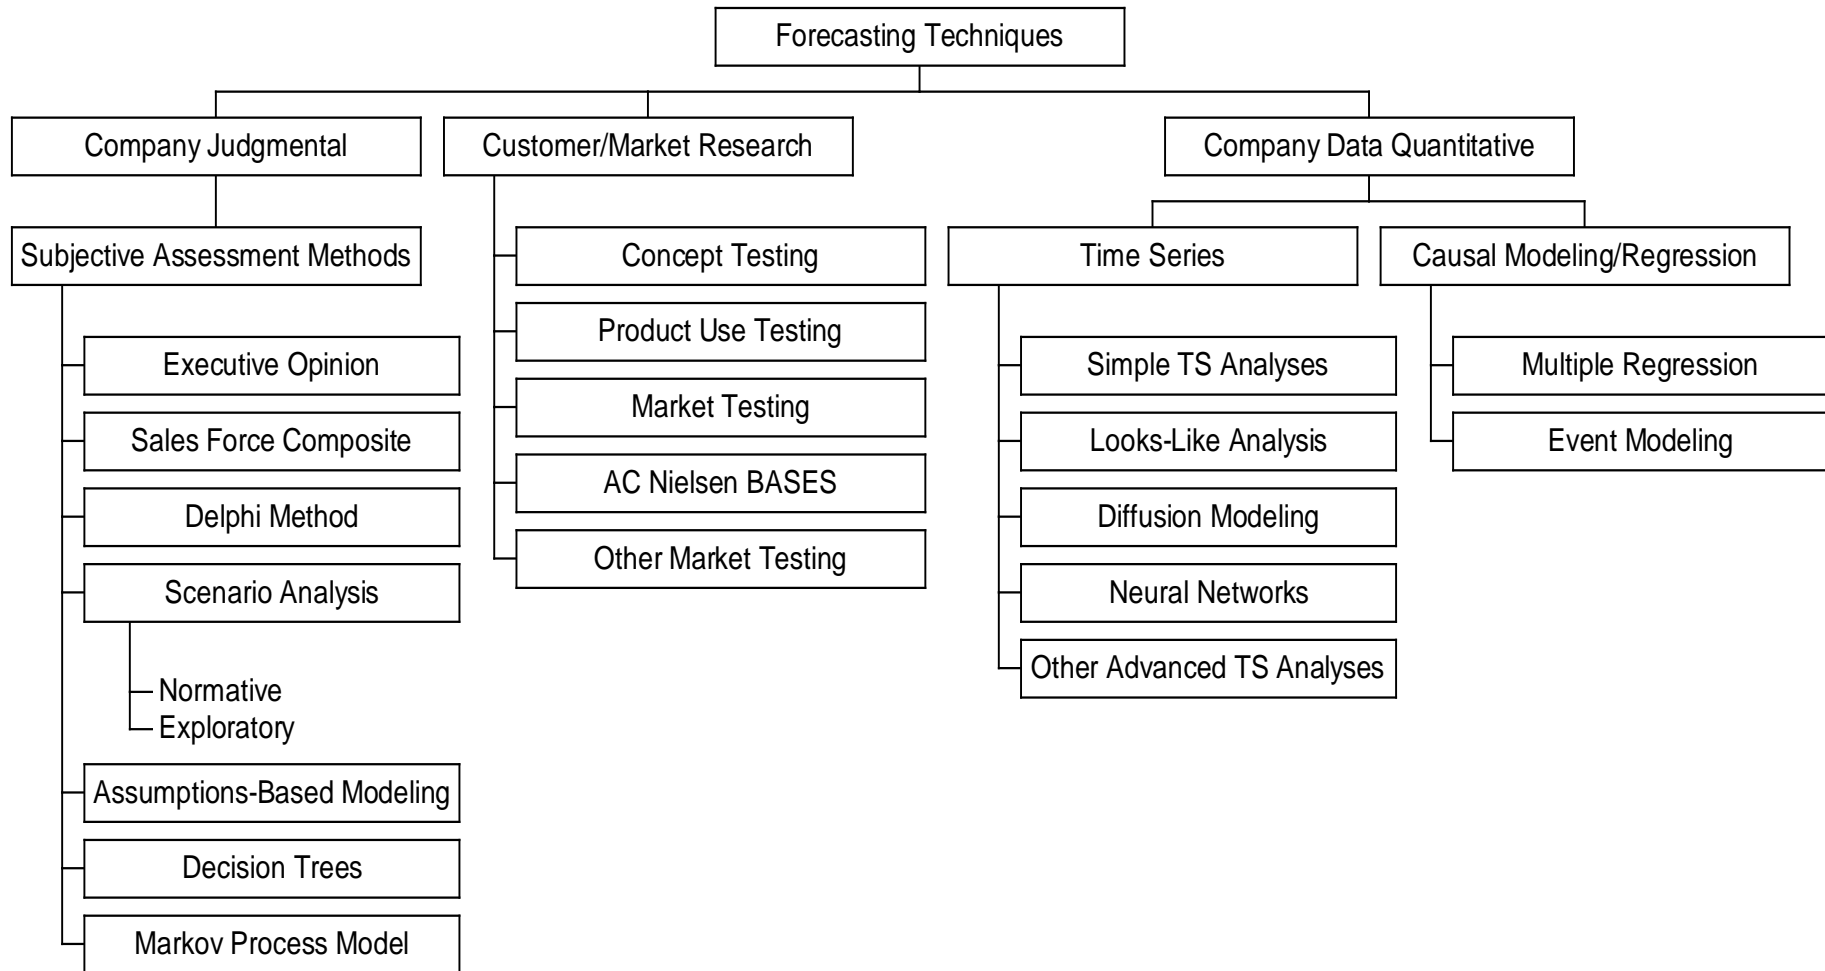 Forecasting Techniques
Company Judgmental
Customer/Market Research
Company Data Quantitative
Subjective Assessment Methods
Executive Opinion
Sales Force Composite
Delphi Method
Scenario Analysis
Normative
Exploratory
Assumptions-Based Modeling
Decision Trees
Markov Process Model
Concept Testing
Product Use Testing
Market Testing
AC Nielsen BASES
Other Market Testing
Time Series
Simple TS Analyses
Looks-Like Analysis
Diffusion Modeling
Neural Networks
Other Advanced TS Analyses
Causal Modeling/Regression
Multiple Regression
Event Modeling